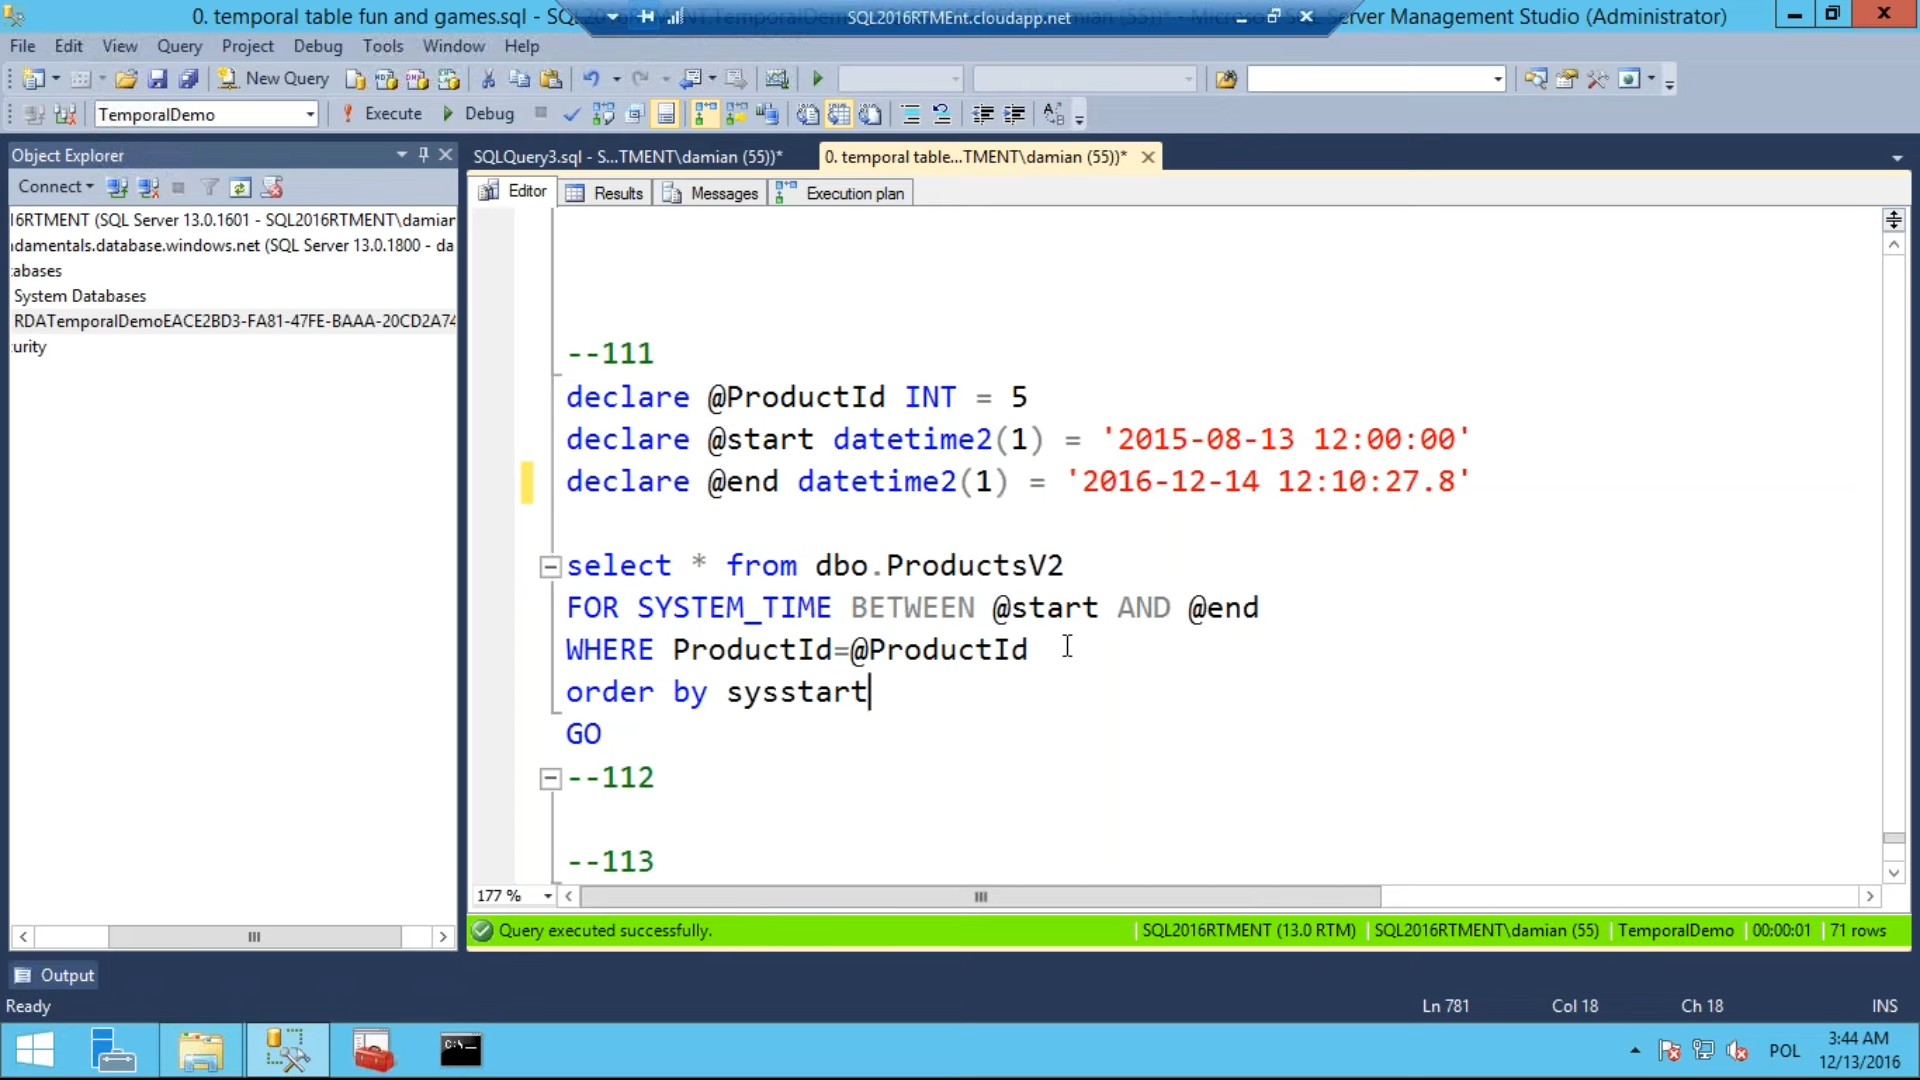 0. temporal table fun and games.sql - SQL
SQL2016RTMEnt.cloudapp.net
Server Management Studio (Administrator)
File Edit View Query Project Debug Tools Window Help
New Query
TemporalDemo Execute Debug
Object Explorer
SQLQuery3.sql - S...TMENT\damian (55))*
0. temporal table...TMENT\damian (55))*
Connect
Editor Results Messages Execution plan
16RTMENT (SQL Server 13.0.1601 - SQL2016RTMENT\damian
ndamentals.database.windows.net (SQL Server 13.0.1800 - da
abases
System Databases
RDATemporalDemoEACE2BD3-FA81-47FE-BAAA-20CD2A74
urity
--111
declare @ProductId INT = 5
declare @start datetime2(1) = '2015-08-13 12:00:00'
declare @end datetime2(1) = '2016-12-14 12:10:27.8'
select * from dbo.ProductsV2
FOR SYSTEM_TIME BETWEEN @start AND @end
WHERE ProductId=@ProductId
order by sysstart
GO
--112
--113
177 %
Query executed successfully.
SQL2016RTMENT (13.0 RTM) SQL2016RTMENT\damian (55) TemporalDemo 00:00:01 71 rows
Output
Ready
Ln 781 Col 18 Ch 18 INS
POL
3:44 AM
12/13/2016